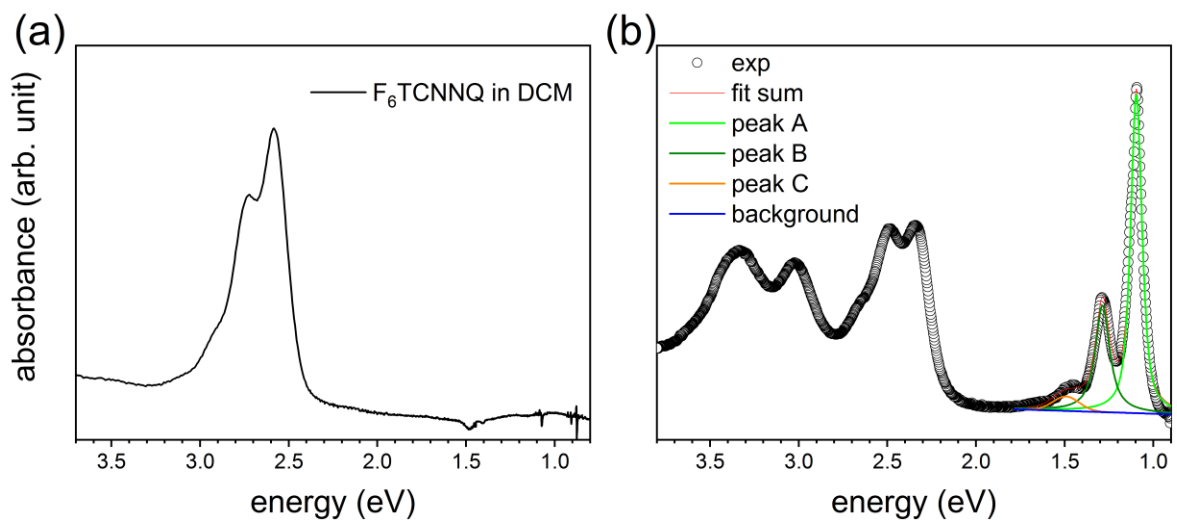 (a)
absorbance (arb. unit)
F₆TCNNQ in DCM
3.5 3.0 2.5 2.0 1.5 1.0
energy (eV)
(b)
exp
fit sum
peak A
peak B
peak C
background
3.5 3.0 2.5 2.0 1.5 1.0
energy (eV)